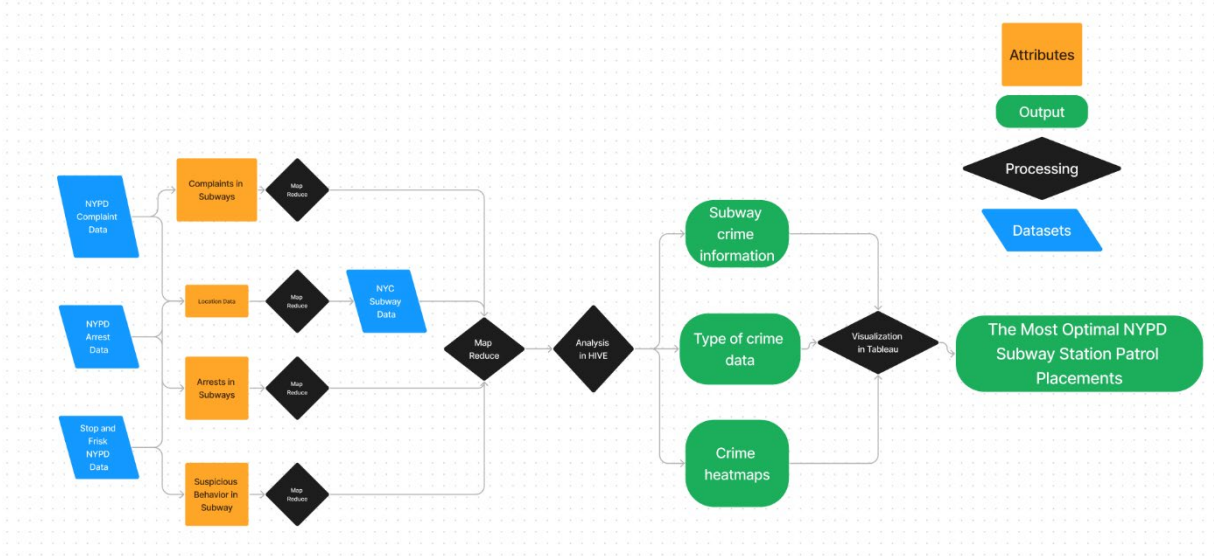 Attributes
Output
Processing
Datasets
NYPD
Complaint
Data
Complaints in
Subways
Map
Reduce
Location Data
Map
Reduce
NYC
Subway
Data
NYPD
Arrest
Data
Arrests in
Subways
Map
Reduce
Stop and
Frisk
NYPD
Data
Suspicious
Behavior in
Subway
Map
Reduce
Map
Reduce
Analysis
in HIVE
Subway
crime
information
Type of crime
data
Crime
heatmaps
Visualization
in Tableau
The Most Optimal NYPD
Subway Station Patrol
Placements